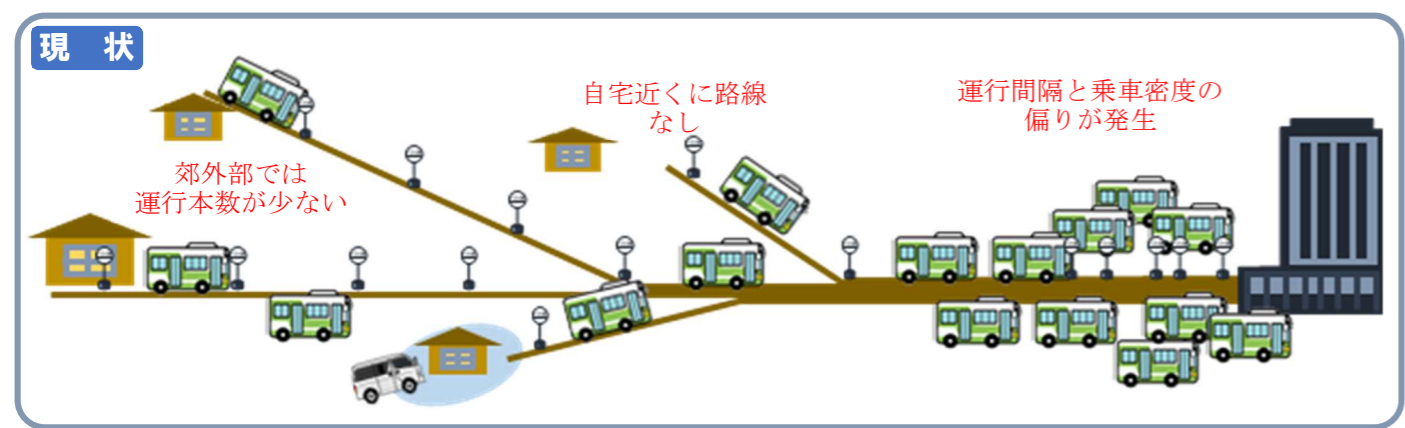 現 状
郊外部では
運行本数が少ない
自宅近くに路線
なし
運行間隔と乗車密度の
偏りが発生